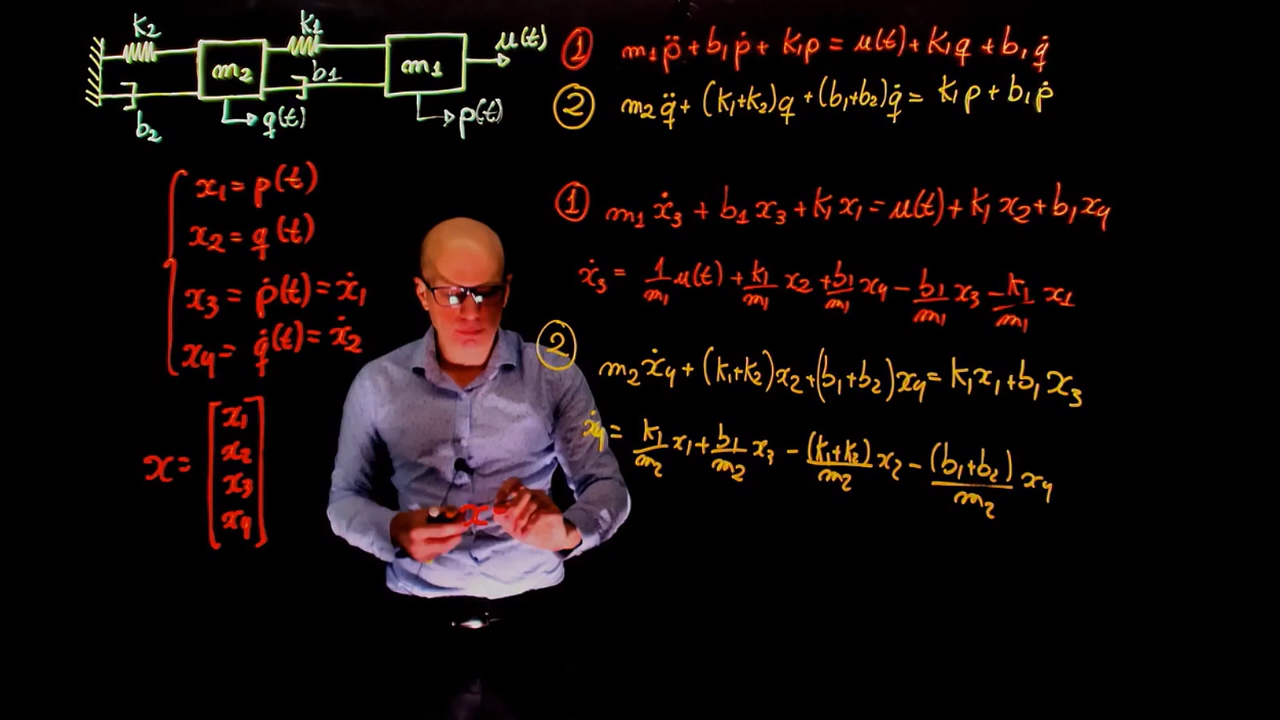 k₂ k₁ u(t)
m₂ b₁ m₁
b₂ q(t) p(t)
① m₁p̈ + b₁ṗ + k₁p = u(t) + k₁q + b₁q̇
② m₂q̈ + (k₁+k₂)q + (b₁+b₂)q̇ = k₁p + b₁ṗ
x₁ = p(t)
x₂ = q(t)
x₃ = ṗ(t) = ẋ₁
x₄ = q̇(t) = ẋ₂
x = [x₁
x₂
x₃
x₄]
x =
① m₁ẋ₃ + b₁x₃ + k₁x₁ = u(t) + k₁x₂ + b₁x₄
ẋ₃ = 1/m₁ u(t) + k₁/m₁ x₂ + b₁/m₁ x₄ − b₁/m₁ x₃ − k₁/m₁ x₁
② m₂ẋ₄ + (k₁+k₂)x₂ + (b₁+b₂)x₄ = k₁x₁ + b₁x₃
ẋ₄ = k₁/m₂ x₁ + b₁/m₂ x₃ − (k₁+k₂)/m₂ x₂ − (b₁+b₂)/m₂ x₄